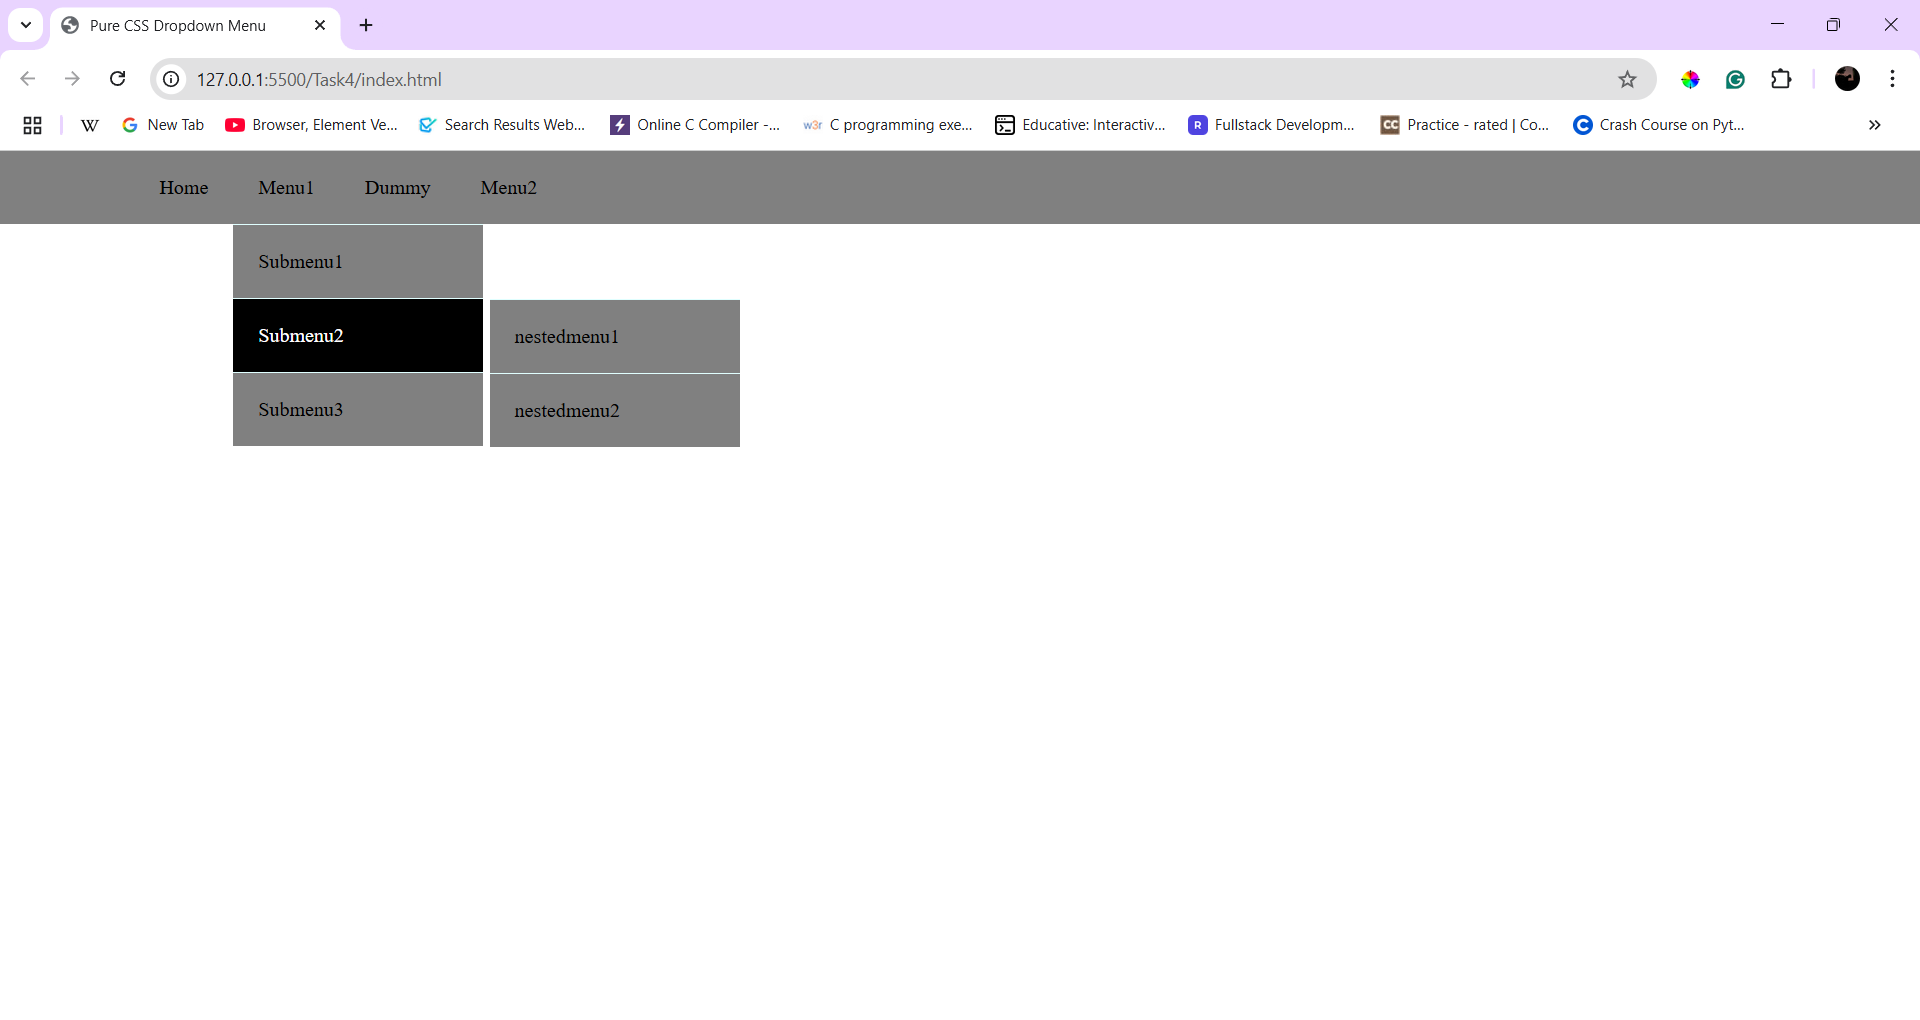 Pure CSS Dropdown Menu
127.0.0.1:5500/Task4/index.html
W New Tab Browser, Element Ve... Search Results Web... Online C Compiler -... w3r C programming exe... Educative: Interactiv... R Fullstack Developm... CC Practice - rated | Co... C Crash Course on Pyt...
Home Menu1 Dummy Menu2
Submenu1
Submenu2 nestedmenu1
Submenu3 nestedmenu2